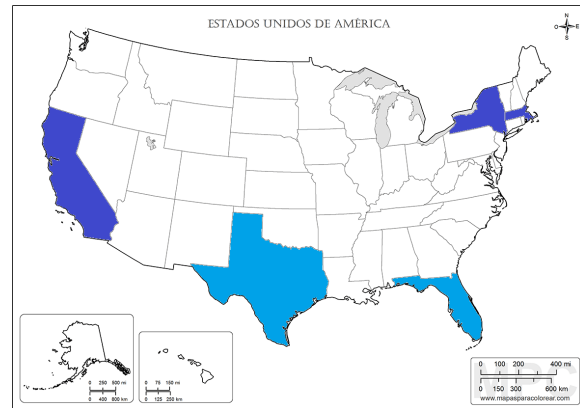 ESTADOS UNIDOS DE AMÉRICA
N
O E
S
0 250 500 mi
0 400 800 km
0 75 150 mi
0 125 250 km
0 100 200 400 mi
0 150 300 600 km
www.mapasparacolorear.com